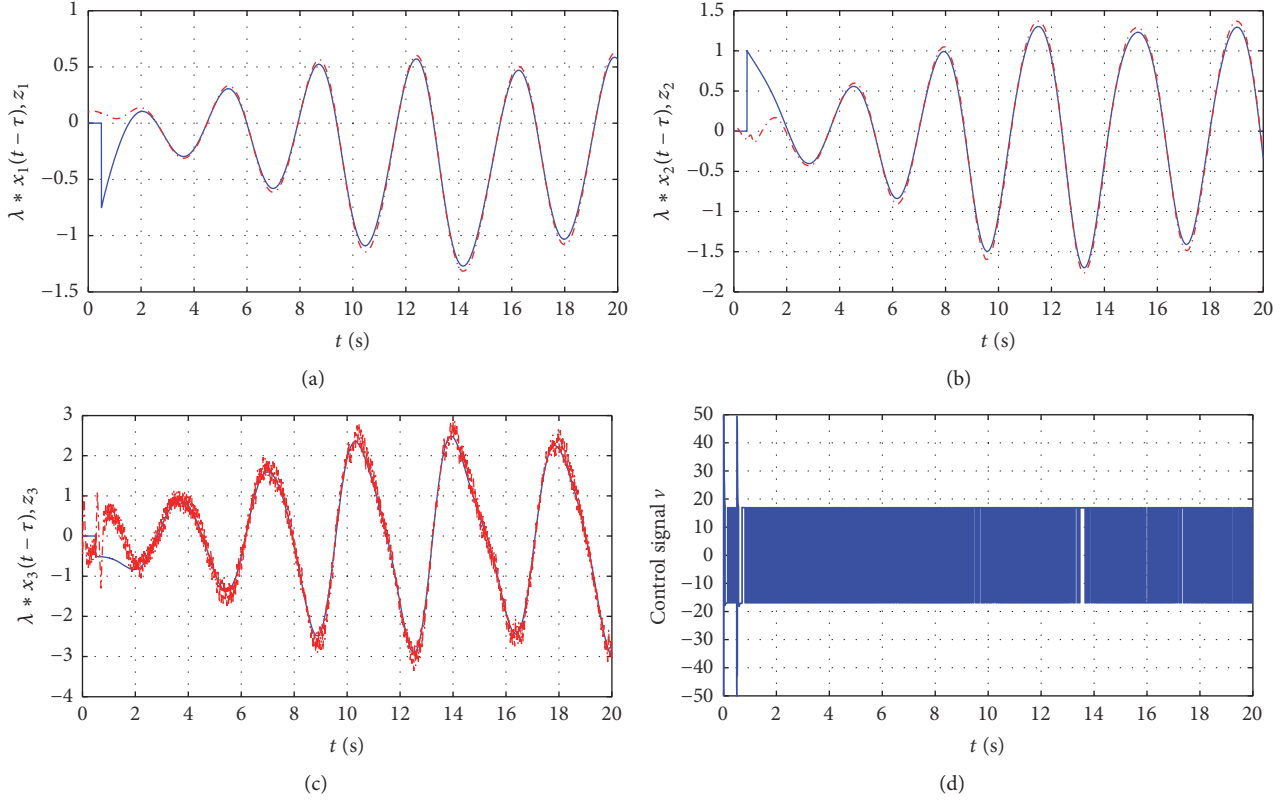 1
0.5
0
−0.5
−1
−1.5
0 2 4 6 8 10 12 14 16 18 20
λ ∗ x1(t − τ), z1
t (s)
(a)
1.5
1
0.5
0
−0.5
−1
−1.5
−2
0 2 4 6 8 10 12 14 16 18 20
λ ∗ x2(t − τ), z2
t (s)
(b)
3
2
1
0
−1
−2
−3
−4
0 2 4 6 8 10 12 14 16 18 20
λ ∗ x3(t − τ), z3
t (s)
(c)
50
40
30
20
10
0
−10
−20
−30
−40
−50
0 2 4 6 8 10 12 14 16 18 20
Control signal v
t (s)
(d)